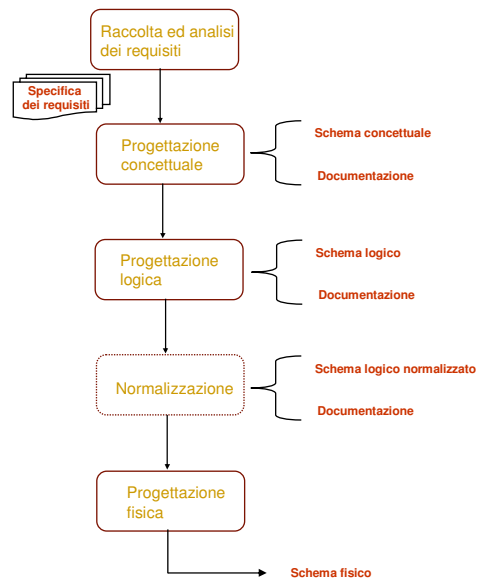 Raccolta ed analisi
dei requisiti
Specifica
dei requisiti
Progettazione
concettuale
Schema concettuale
Documentazione
Progettazione
logica
Schema logico
Documentazione
Normalizzazione
Schema logico normalizzato
Documentazione
Progettazione
fisica
Schema fisico